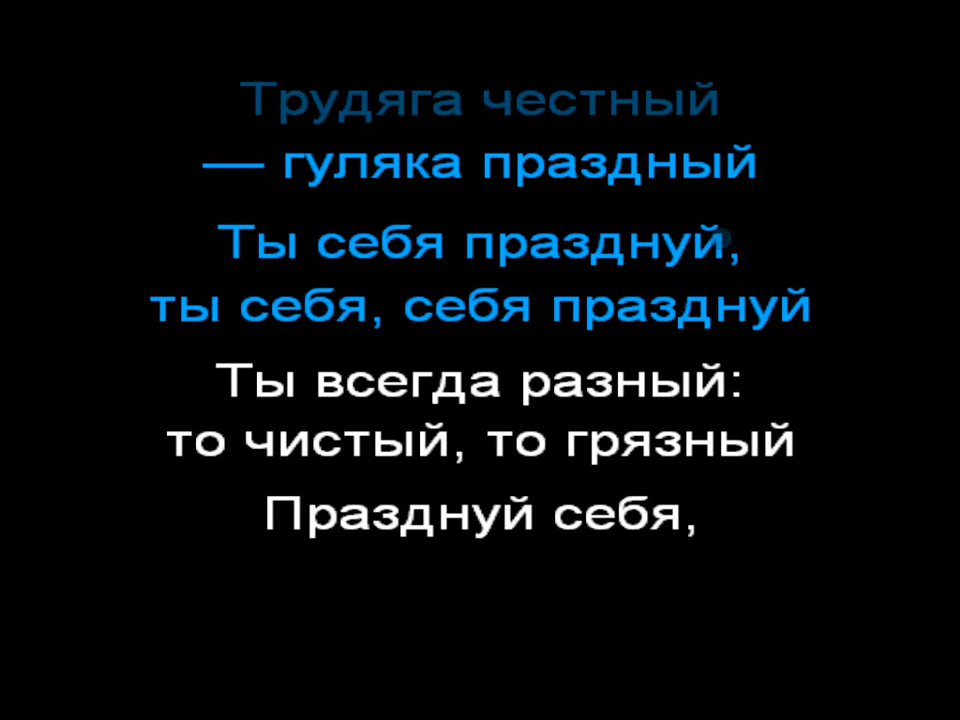 Трудяга честный
— гуляка праздный
Ты себя празднуй,
ты себя, себя празднуй
Ты всегда разный:
то чистый, то грязный
Празднуй себя,